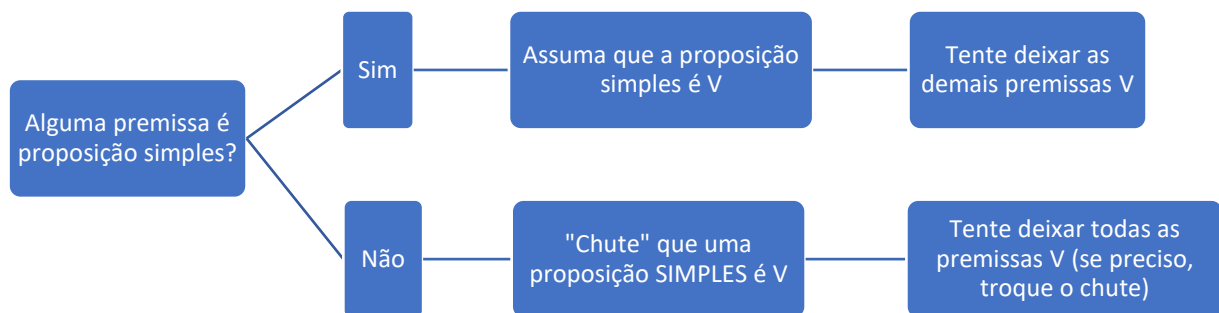 Alguma premissa é
proposição simples?
Sim
Assuma que a proposição
simples é V
Tente deixar as
demais premissas V
Não
"Chute" que uma
proposição SIMPLES é V
Tente deixar todas as
premissas V (se preciso,
troque o chute)